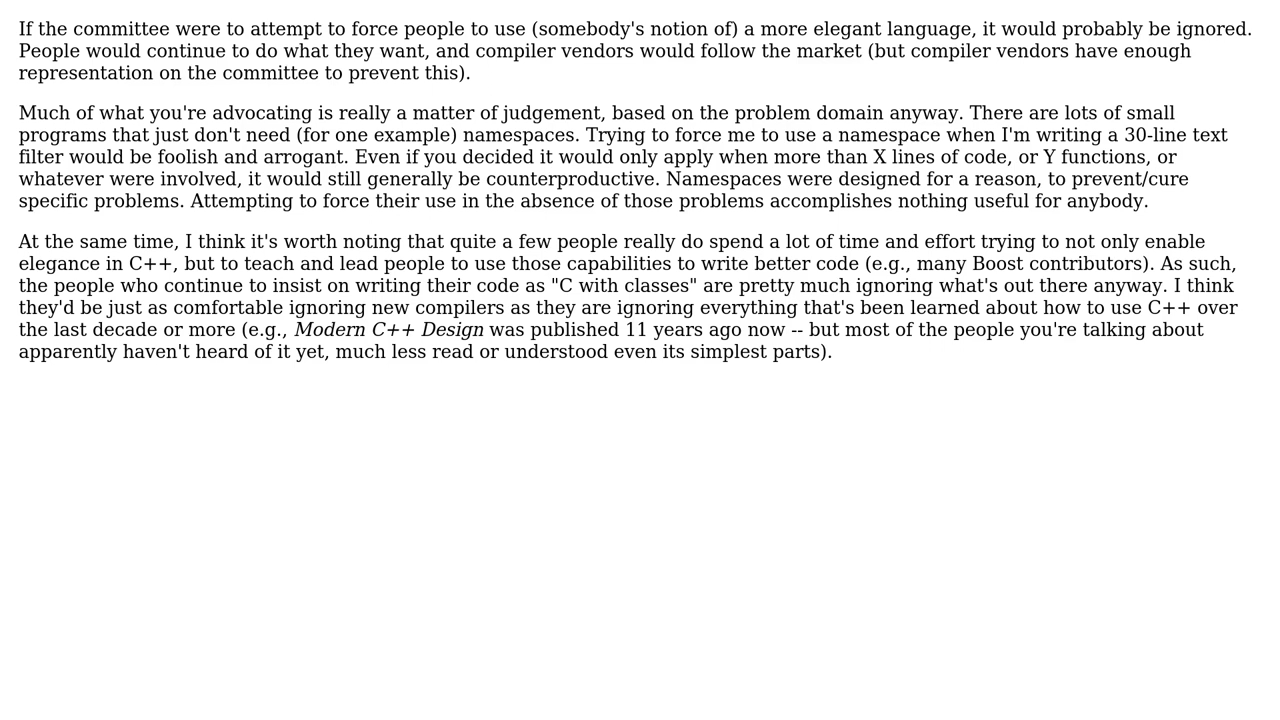 If the committee were to attempt to force people to use (somebody's notion of) a more elegant language, it would probably be ignored.
People would continue to do what they want, and compiler vendors would follow the market (but compiler vendors have enough
representation on the committee to prevent this).
Much of what you're advocating is really a matter of judgement, based on the problem domain anyway. There are lots of small
programs that just don't need (for one example) namespaces. Trying to force me to use a namespace when I'm writing a 30-line text
filter would be foolish and arrogant. Even if you decided it would only apply when more than X lines of code, or Y functions, or
whatever were involved, it would still generally be counterproductive. Namespaces were designed for a reason, to prevent/cure
specific problems. Attempting to force their use in the absence of those problems accomplishes nothing useful for anybody.
At the same time, I think it's worth noting that quite a few people really do spend a lot of time and effort trying to not only enable
elegance in C++, but to teach and lead people to use those capabilities to write better code (e.g., many Boost contributors). As such,
the people who continue to insist on writing their code as "C with classes" are pretty much ignoring what's out there anyway. I think
they'd be just as comfortable ignoring new compilers as they are ignoring everything that's been learned about how to use C++ over
the last decade or more (e.g., Modern C++ Design was published 11 years ago now -- but most of the people you're talking about
apparently haven't heard of it yet, much less read or understood even its simplest parts).